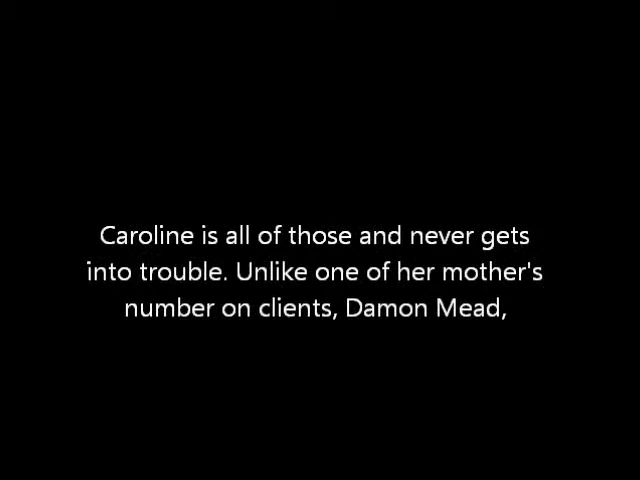 Caroline is all of those and never gets
into trouble. Unlike one of her mother's
number on clients, Damon Mead,